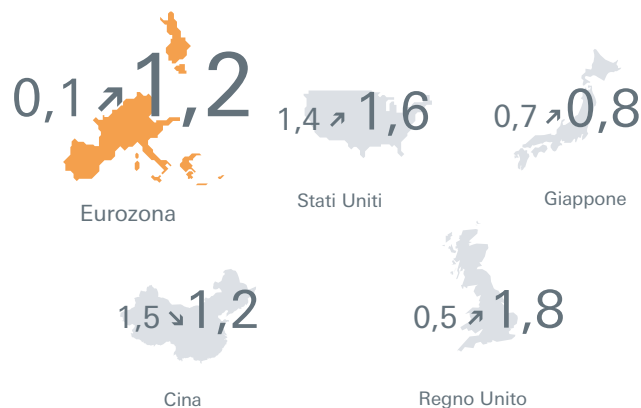 0,1 ↗ 1,2
Eurozona
1,4 ↗ 1,6
Stati Uniti
0,7 ↗ 0,8
Giappone
1,5 ↘ 1,2
Cina
0,5 ↗ 1,8
Regno Unito